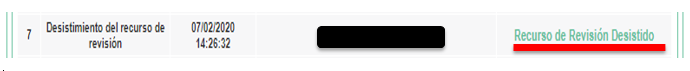 7
Desistimiento del recurso de
revisión
07/02/2020
14:26:32
Recurso de Revisión Desistido